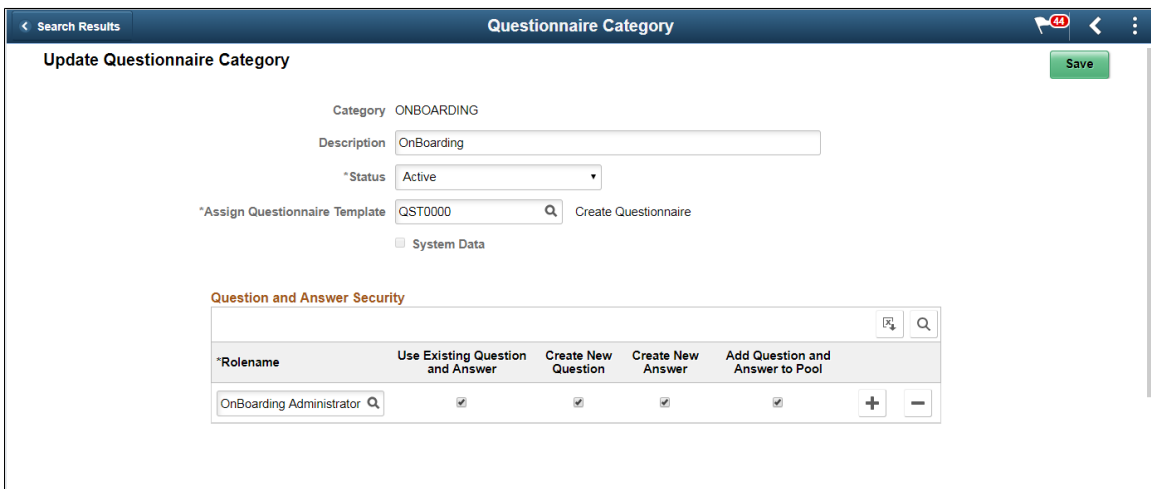 Search Results
Questionnaire Category
44
Update Questionnaire Category
Save
Category ONBOARDING
Description OnBoarding
*Status Active
*Assign Questionnaire Template QST0000 Create Questionnaire
System Data
Question and Answer Security
*Rolename
Use Existing Question
and Answer
Create New
Question
Create New
Answer
Add Question and
Answer to Pool
OnBoarding Administrator